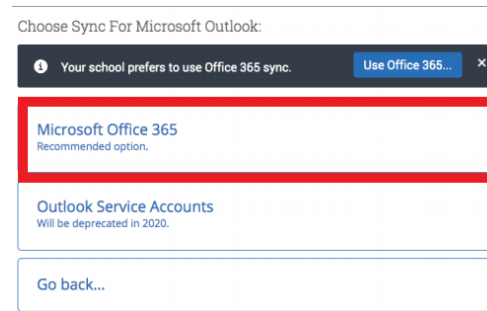 Choose Sync For Microsoft Outlook:
Your school prefers to use Office 365 sync. Use Office 365... ×
Microsoft Office 365
Recommended option.
Outlook Service Accounts
Will be deprecated in 2020.
Go back...